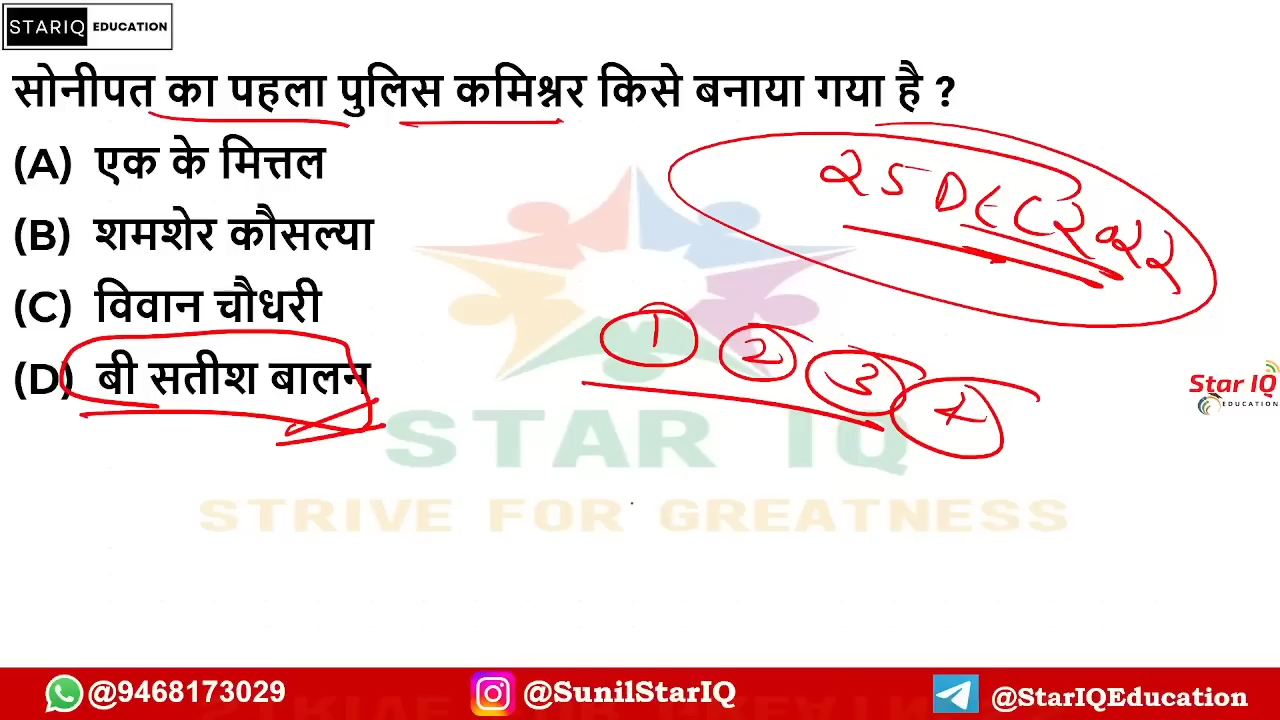 STARIQ EDUCATION
सोनीपत का पहला पुलिस कमिश्नर किसे बनाया गया है ?
(A) एक के मित्तल
(B) शमशेर कौसल्या
(C) विवान चौधरी
(D) बी सतीश बालन
25 DEC 2022
1 2 3 4
STAR IQ
STRIVE FOR GREATNESS
Star IQ
EDUCATION
@9468173029 @SunilStarIQ @StarIQEducation